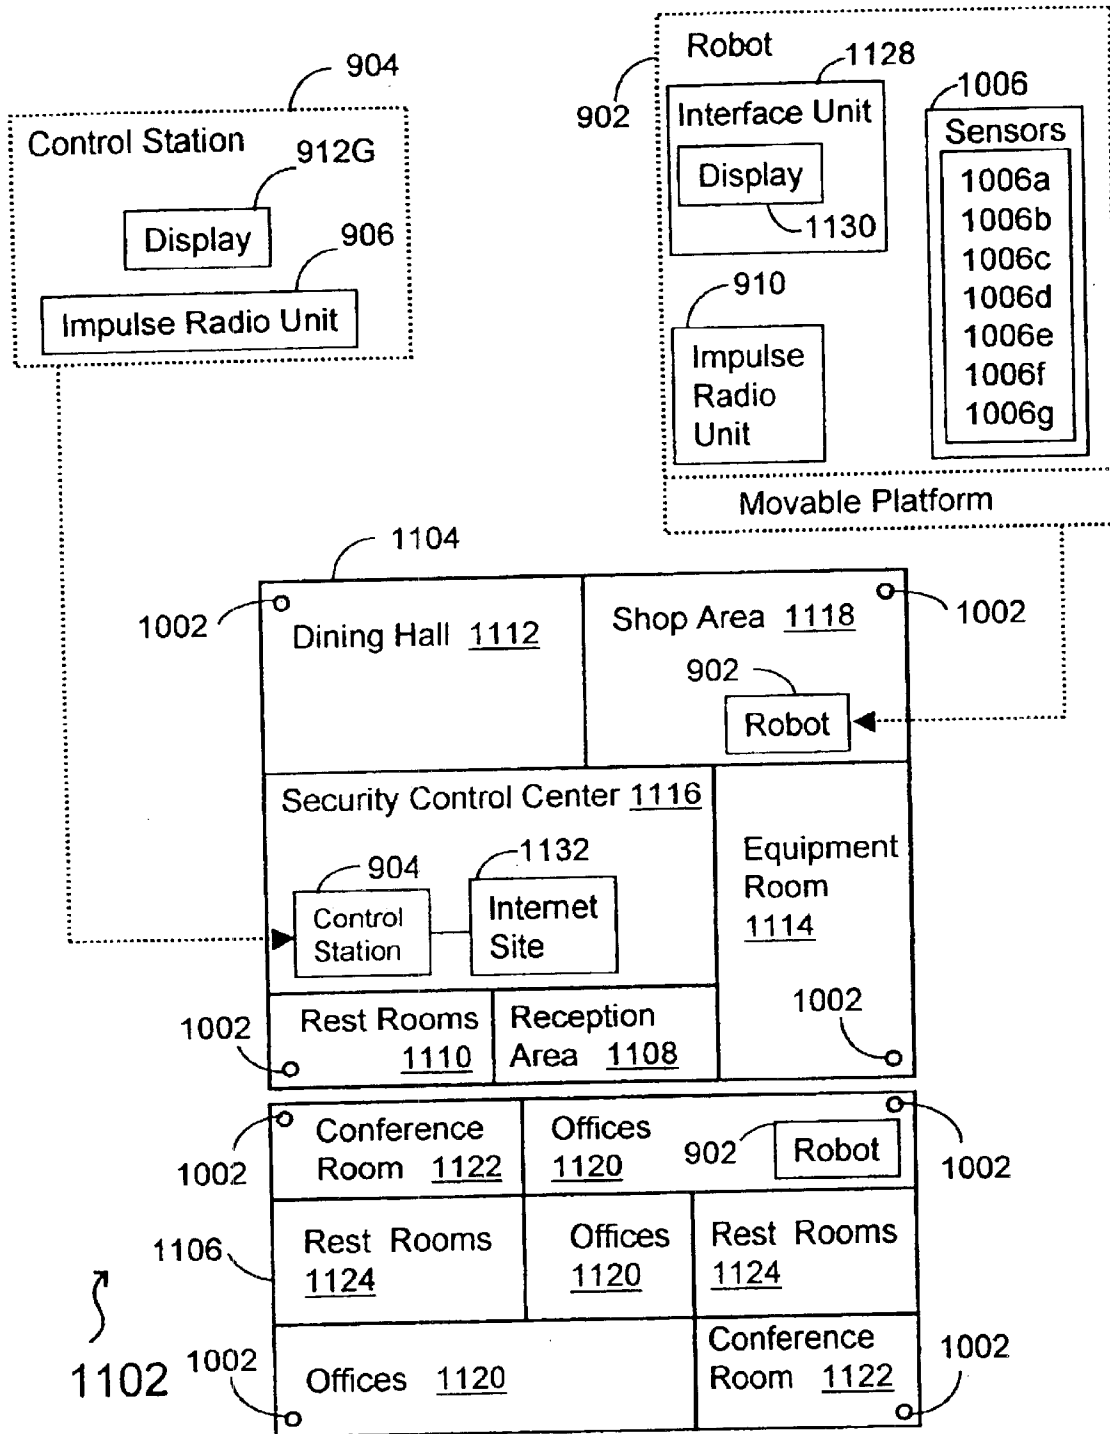 904
Control Station
912G
Display
906
Impulse Radio Unit
Robot
1128
902
Interface Unit
Display
1130
1006
Sensors
1006a
1006b
1006c
1006d
1006e
1006f
1006g
910
Impulse
Radio
Unit
Movable Platform
1104
1002
Dining Hall 1112
Shop Area 1118
1002
902
Robot
Security Control Center 1116
904
Control
Station
1132
Internet
Site
Equipment
Room
1114
1002
Rest Rooms
1110
Reception
Area 1108
1002
1002
Conference
Room 1122
Offices
1120
902
Robot
1002
1106
Rest Rooms
1124
Offices
1120
Rest Rooms
1124
1102
1002
Offices 1120
Conference
Room 1122
1002